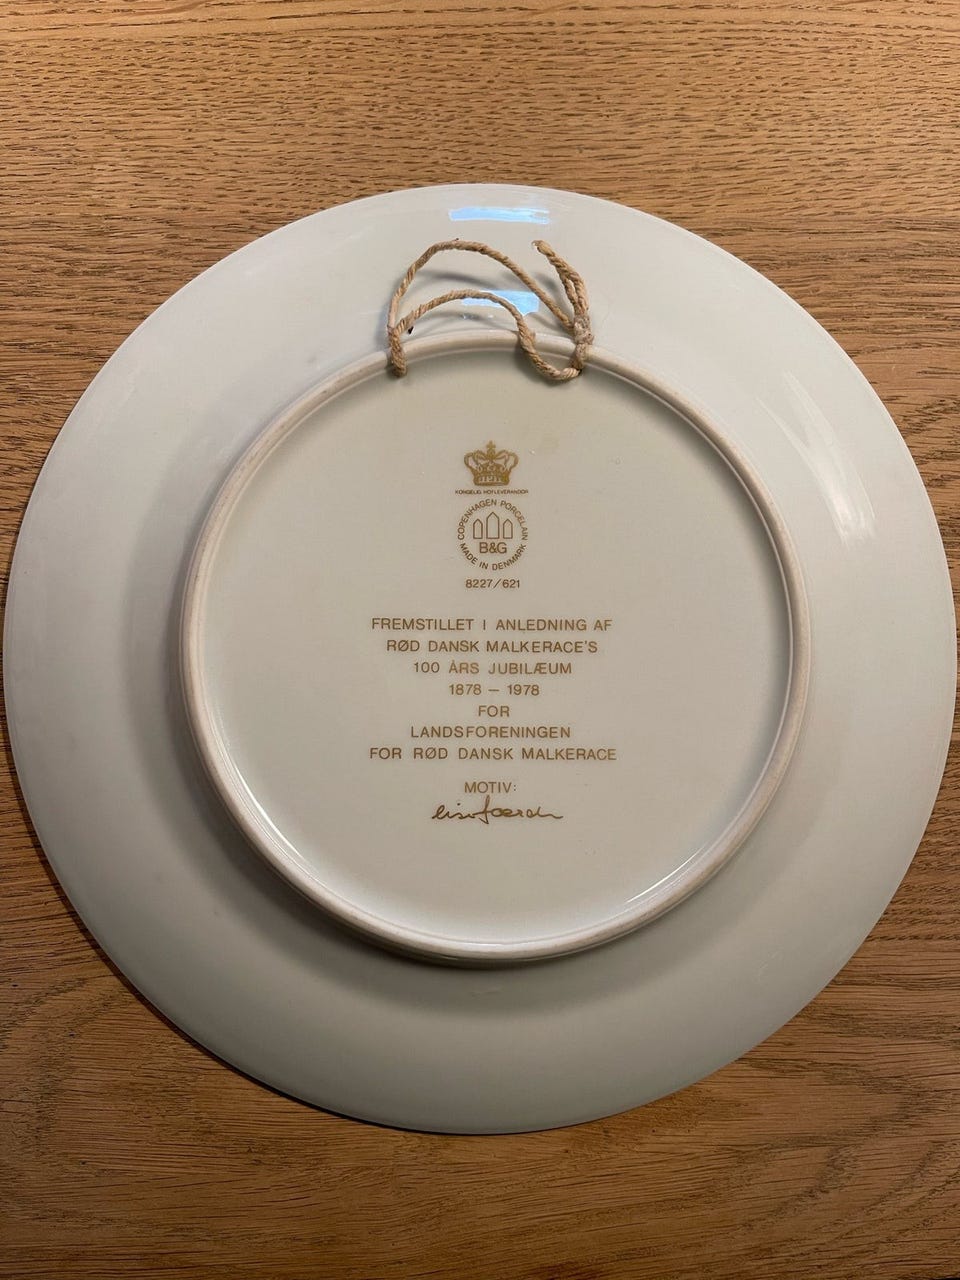 KONGELIG HOFLEVERANDØR
COPENHAGEN PORCELAIN
B&G
MADE IN DENMARK
8227/621
FREMSTILLET I ANLEDNING AF
RØD DANSK MALKERACE'S
100 ÅRS JUBILÆUM
1878 – 1978
FOR
LANDSFORENINGEN
FOR RØD DANSK MALKERACE
MOTIV: